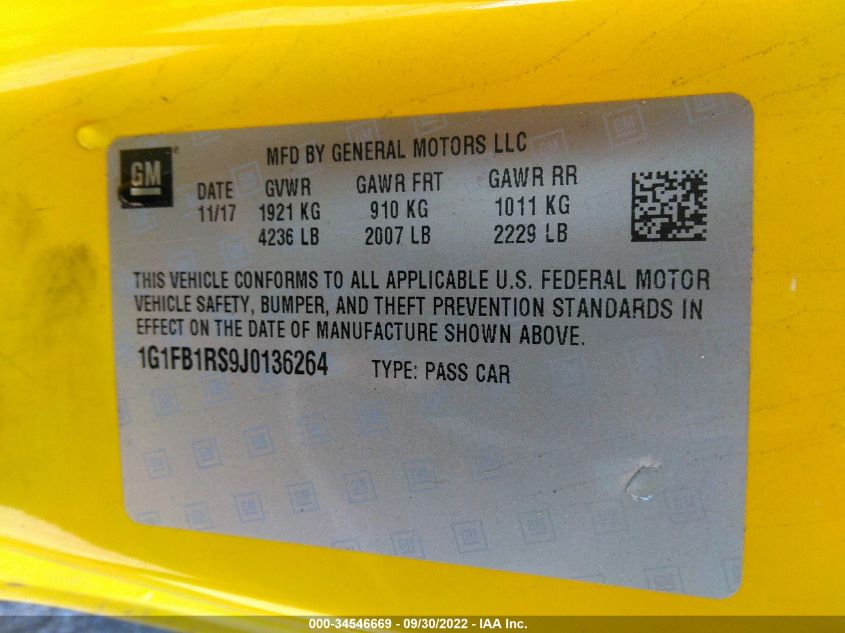 MFD BY GENERAL MOTORS LLC
GM
DATE GVWR GAWR FRT GAWR RR
11/17 1921 KG 910 KG 1011 KG
4236 LB 2007 LB 2229 LB
THIS VEHICLE CONFORMS TO ALL APPLICABLE U.S. FEDERAL MOTOR
VEHICLE SAFETY, BUMPER, AND THEFT PREVENTION STANDARDS IN
EFFECT ON THE DATE OF MANUFACTURE SHOWN ABOVE.
1G1FB1RS9J0136264 TYPE: PASS CAR
000-34546669 - 09/30/2022 - IAA Inc.